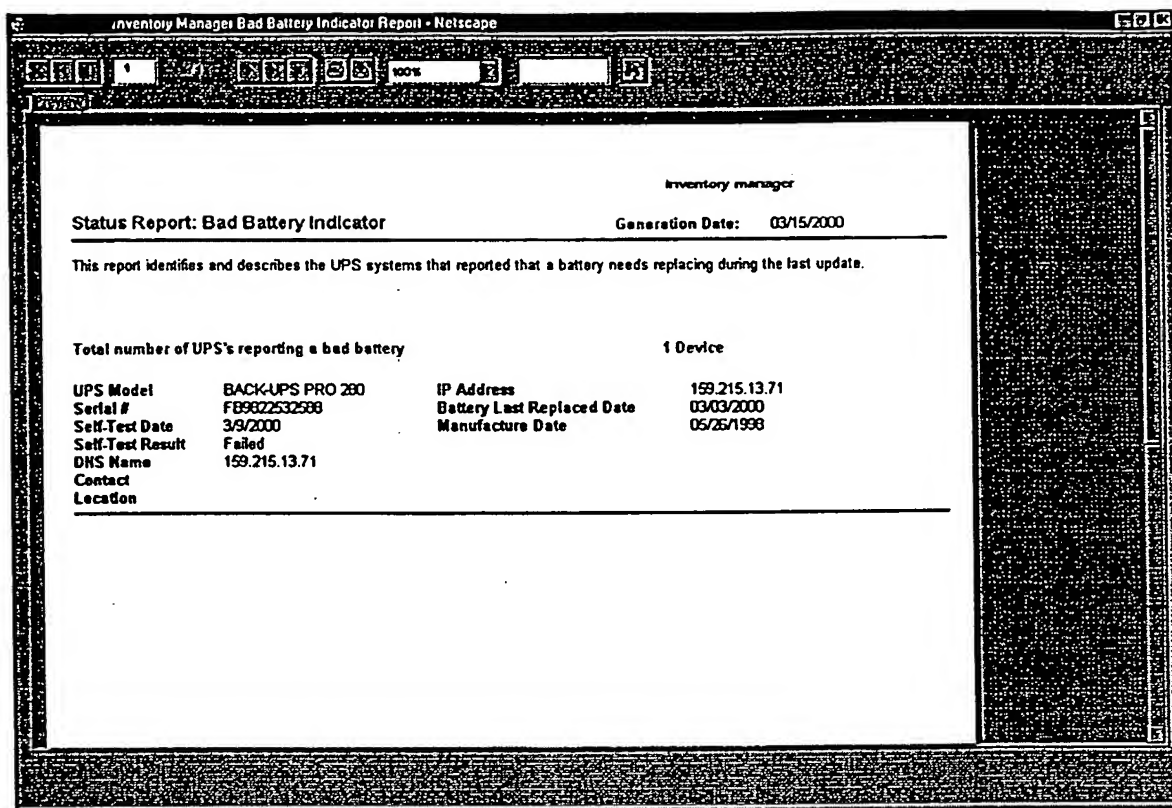 Inventory Manager Bad Battery Indicator Report - Netscape
1
100%
Inventory manager
Status Report: Bad Battery Indicator
Generation Date: 03/15/2000
This report identifies and describes the UPS systems that reported that a battery needs replacing during the last update.
Total number of UPS's reporting a bad battery 1 Device
UPS Model BACK-UPS PRO 280 IP Address 159.215.13.71
Serial # FB9822532598 Battery Last Replaced Date 03/03/2000
Self-Test Date 3/9/2000 Manufacture Date 05/26/1998
Self-Test Result Failed
DNS Name 159.215.13.71
Contact
Location